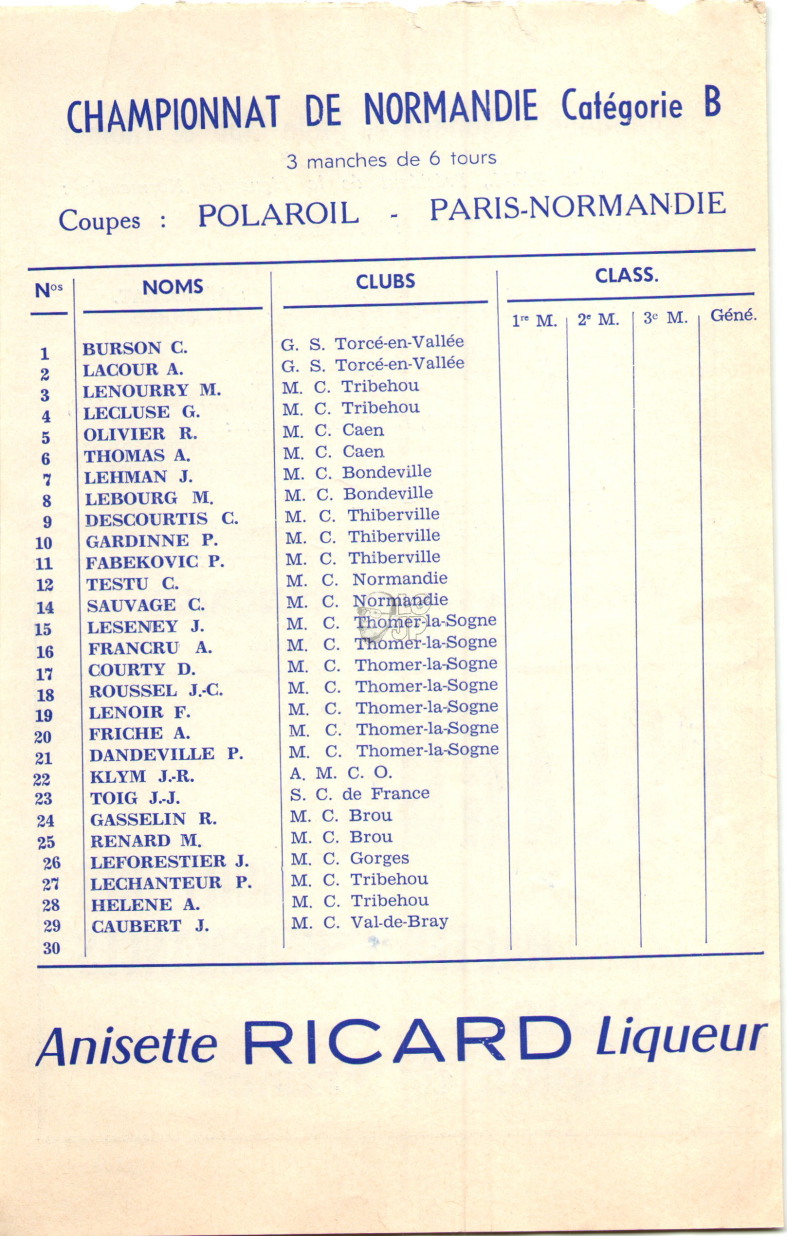 CHAMPIONNAT DE NORMANDIE Catégorie B
3 manches de 6 tours
Coupes : POLAROIL - PARIS-NORMANDIE
Nos NOMS CLUBS CLASS.
1re M. 2e M. 3e M. Géné.
1 BURSON C. G. S. Torcé-en-Vallée
2 LACOUR A. G. S. Torcé-en-Vallée
3 LENOURRY M. M. C. Tribehou
4 LECLUSE G. M. C. Tribehou
5 OLIVIER R. M. C. Caen
6 THOMAS A. M. C. Caen
7 LEHMAN J. M. C. Bondeville
8 LEBOURG M. M. C. Bondeville
9 DESCOURTIS C. M. C. Thiberville
10 GARDINNE P. M. C. Thiberville
11 FABEKOVIC P. M. C. Thiberville
12 TESTU C. M. C. Normandie
14 SAUVAGE C. M. C. Normandie
15 LESENEY J. M. C. Thomer-la-Sogne
16 FRANCRU A. M. C. Thomer-la-Sogne
17 COURTY D. M. C. Thomer-la-Sogne
18 ROUSSEL J.-C. M. C. Thomer-la-Sogne
19 LENOIR F. M. C. Thomer-la-Sogne
20 FRICHE A. M. C. Thomer-la-Sogne
21 DANDEVILLE P. M. C. Thomer-la-Sogne
22 KLYM J.-R. A. M. C. O.
23 TOIG J.-J. S. C. de France
24 GASSELIN R. M. C. Brou
25 RENARD M. M. C. Brou
26 LEFORESTIER J. M. C. Gorges
27 LECHANTEUR P. M. C. Tribehou
28 HELENE A. M. C. Tribehou
29 CAUBERT J. M. C. Val-de-Bray
30
Anisette RICARD Liqueur